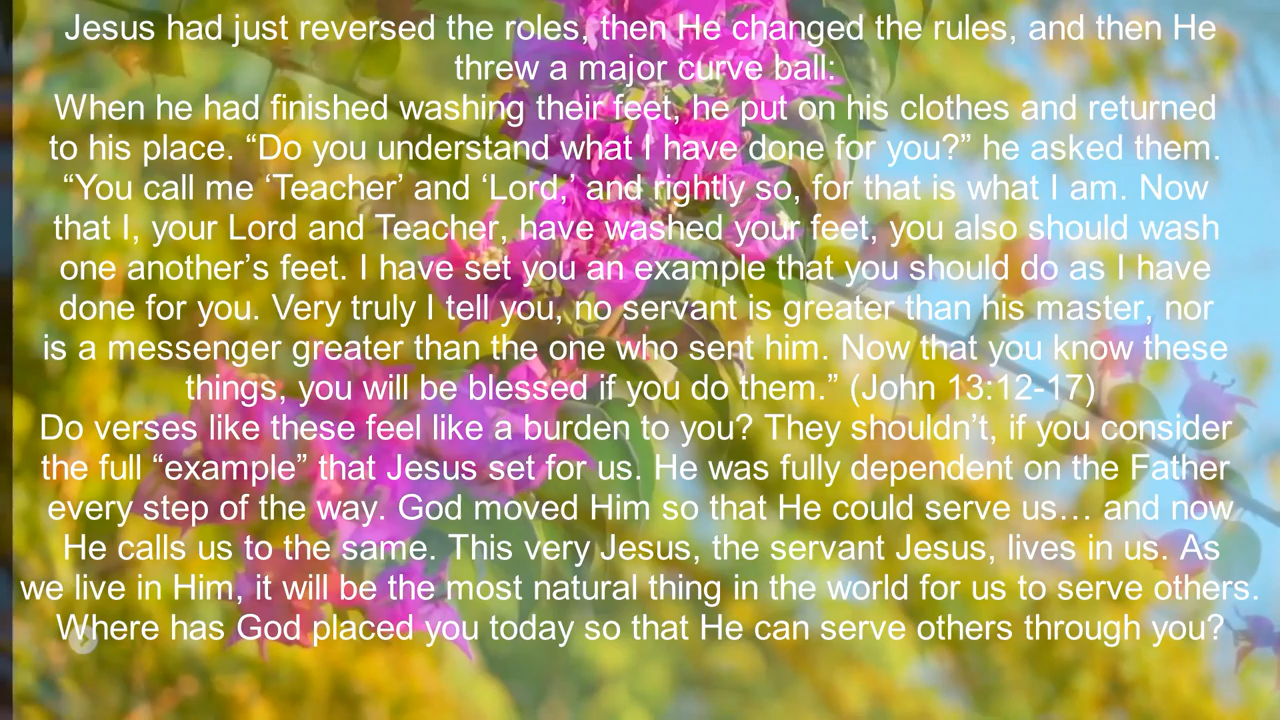 Jesus had just reversed the roles, then He changed the rules, and then He
threw a major curve ball:
When he had finished washing their feet, he put on his clothes and returned
to his place. “Do you understand what I have done for you?” he asked them.
“You call me ‘Teacher’ and ‘Lord,’ and rightly so, for that is what I am. Now
that I, your Lord and Teacher, have washed your feet, you also should wash
one another’s feet. I have set you an example that you should do as I have
done for you. Very truly I tell you, no servant is greater than his master, nor
is a messenger greater than the one who sent him. Now that you know these
things, you will be blessed if you do them.” (John 13:12-17)
Do verses like these feel like a burden to you? They shouldn’t, if you consider
the full “example” that Jesus set for us. He was fully dependent on the Father
every step of the way. God moved Him so that He could serve us… and now
He calls us to the same. This very Jesus, the servant Jesus, lives in us. As
we live in Him, it will be the most natural thing in the world for us to serve others.
Where has God placed you today so that He can serve others through you?